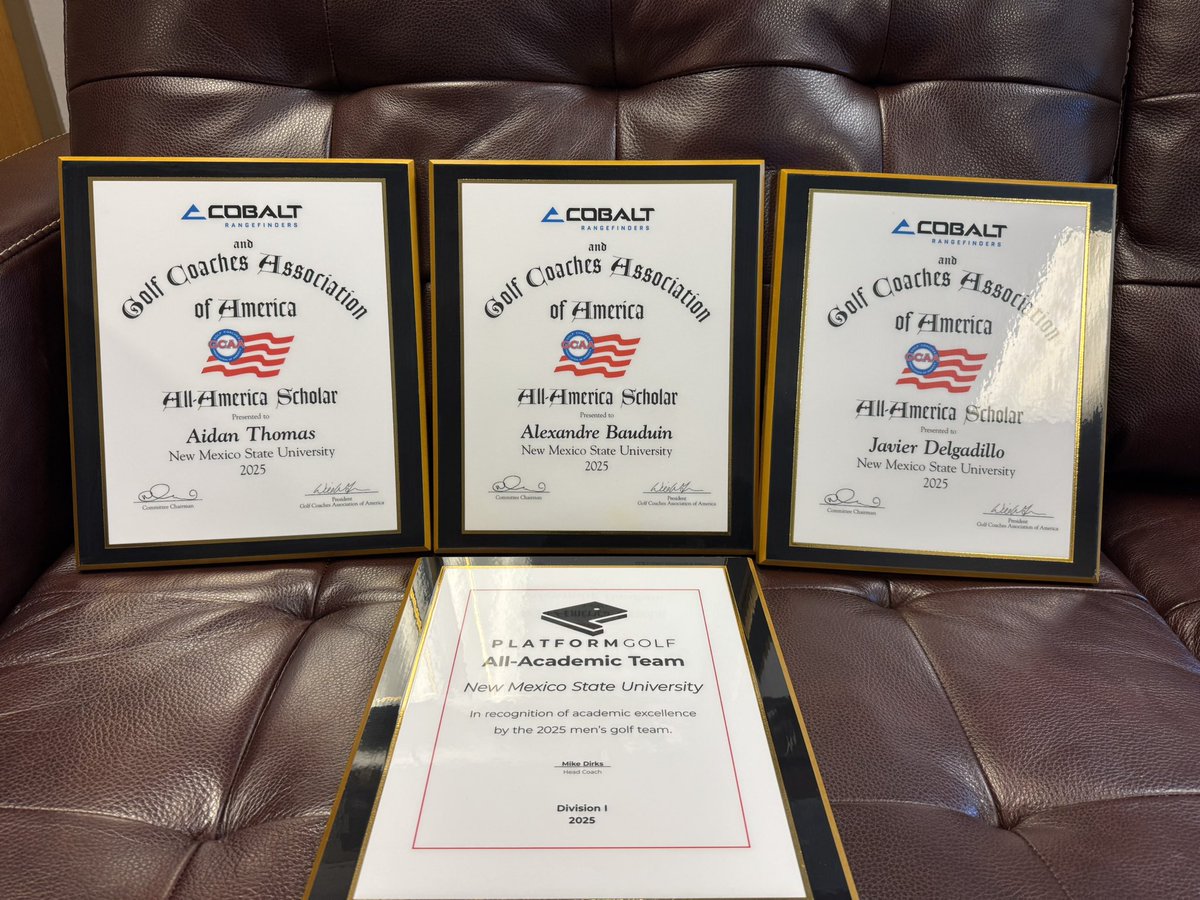 COBALT
RANGEFINDERS
and
Golf Coaches Association
of America
GCAA
All-America Scholar
Presented to
Aidan Thomas
New Mexico State University
2025
Committee Chairman
President
Golf Coaches Association of America
COBALT
RANGEFINDERS
and
Golf Coaches Association
of America
GCAA
All-America Scholar
Presented to
Alexandre Bauduin
New Mexico State University
2025
Committee Chairman
President
Golf Coaches Association of America
COBALT
RANGEFINDERS
and
Golf Coaches Association
of America
GCAA
All-America Scholar
Presented to
Javier Delgadillo
New Mexico State University
2025
Committee Chairman
President
Golf Coaches Association of America
PLATFORMGOLF
All-Academic Team
New Mexico State University
In recognition of academic excellence
by the 2025 men's golf team.
Mike Dirks
Head Coach
Division I
2025